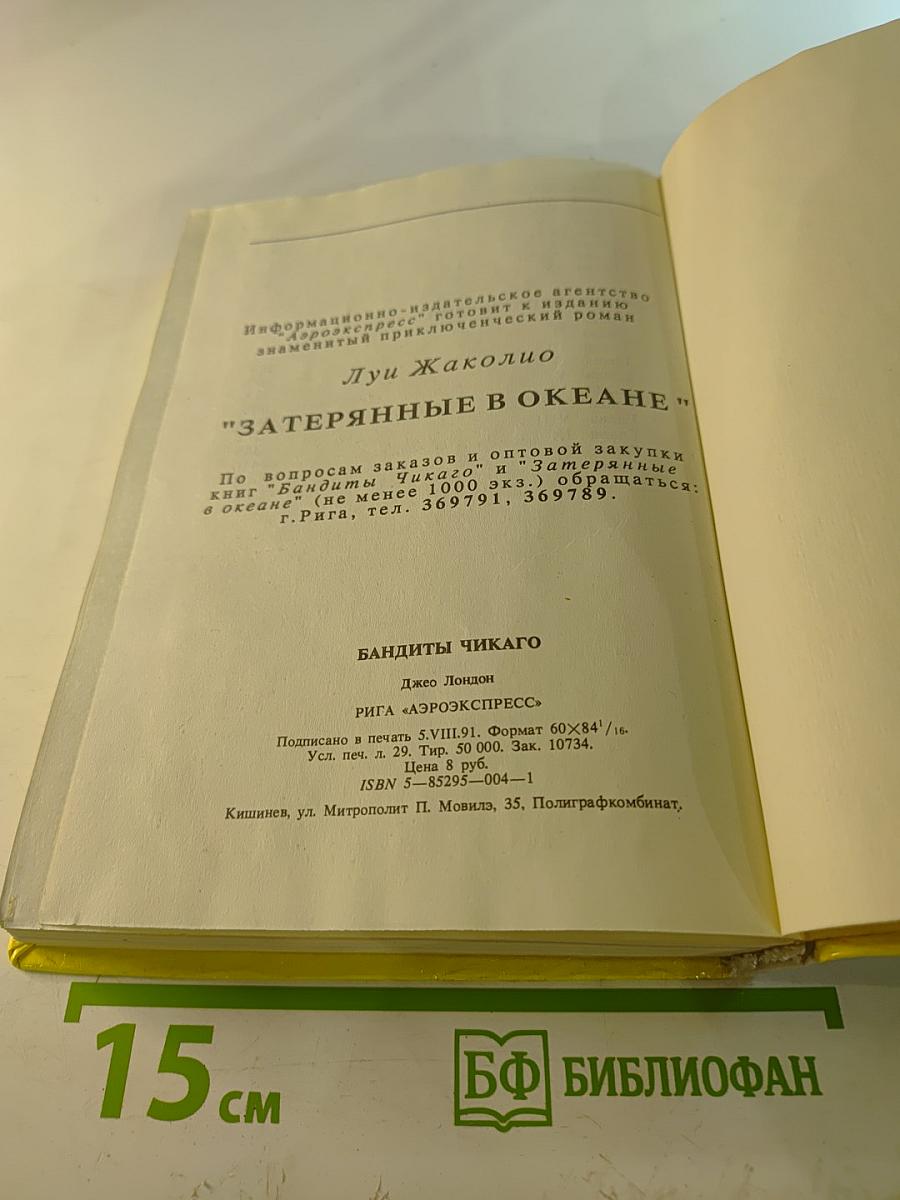 Информационно-издательское агентство
"Аэроэкспресс" готовит к изданию
знаменитый приключенческий роман
Луи Жаколио
"ЗАТЕРЯННЫЕ В ОКЕАНЕ"
По вопросам заказов и оптовой закупки
книг "Бандиты Чикаго" и "Затерянные
в океане" (не менее 1000 экз.) обращаться:
г.Рига, тел. 369791, 369789.
БАНДИТЫ ЧИКАГО
Джео Лондон
РИГА «АЭРОЭКСПРЕСС»
Подписано в печать 5.VIII.91. Формат 60×84¹/₁₆.
Усл. печ. л. 29. Тир. 50 000. Зак. 10734.
Цена 8 руб.
ISBN 5—85295—004—1
Кишинев, ул. Митрополит П. Мовилэ, 35, Полиграфкомбинат.
15 см
БФ БИБЛИОФАН